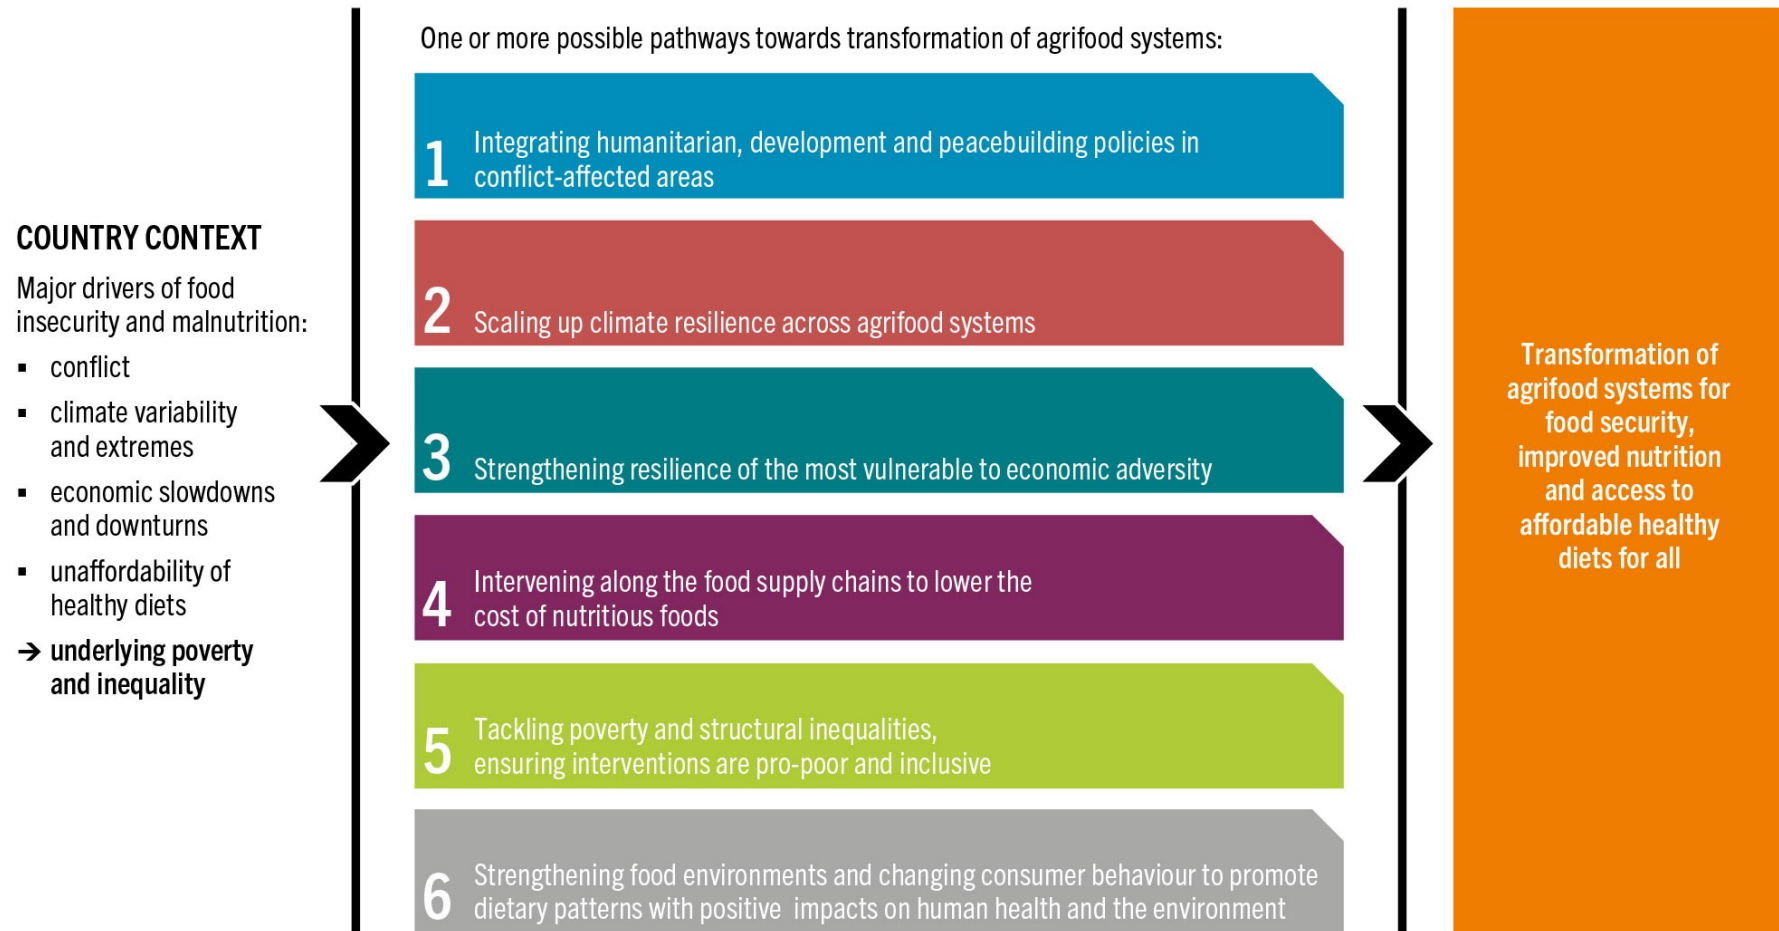 COUNTRY CONTEXT
Major drivers of food
insecurity and malnutrition:
▪ conflict
▪ climate variability
and extremes
▪ economic slowdowns
and downturns
▪ unaffordability of
healthy diets
→ underlying poverty
and inequality
One or more possible pathways towards transformation of agrifood systems:
1 Integrating humanitarian, development and peacebuilding policies in
conflict-affected areas
2 Scaling up climate resilience across agrifood systems
3 Strengthening resilience of the most vulnerable to economic adversity
4 Intervening along the food supply chains to lower the
cost of nutritious foods
5 Tackling poverty and structural inequalities,
ensuring interventions are pro-poor and inclusive
6 Strengthening food environments and changing consumer behaviour to promote
dietary patterns with positive impacts on human health and the environment
Transformation of
agrifood systems for
food security,
improved nutrition
and access to
affordable healthy
diets for all